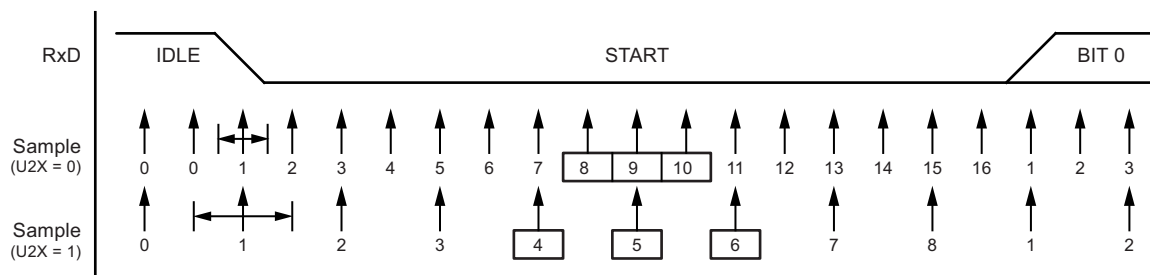 RxD IDLE START BIT 0
Sample
(U2X = 0)
0 0 1 2 3 4 5 6 7 8 9 10 11 12 13 14 15 16 1 2 3
Sample
(U2X = 1)
0 1 2 3 4 5 6 7 8 1 2